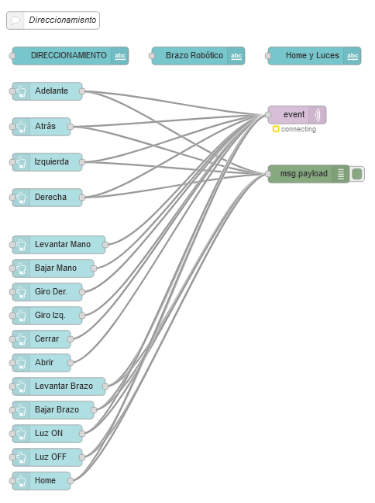 Direccionamiento
DIRECCIONAMIENTO abc
Brazo Robótico abc
Home y Luces abc
Adelante
Atrás
Izquierda
Derecha
event
connecting
msg.payload
Levantar Mano
Bajar Mano
Giro Der.
Giro Izq.
Cerrar
Abrir
Levantar Brazo
Bajar Brazo
Luz ON
Luz OFF
Home